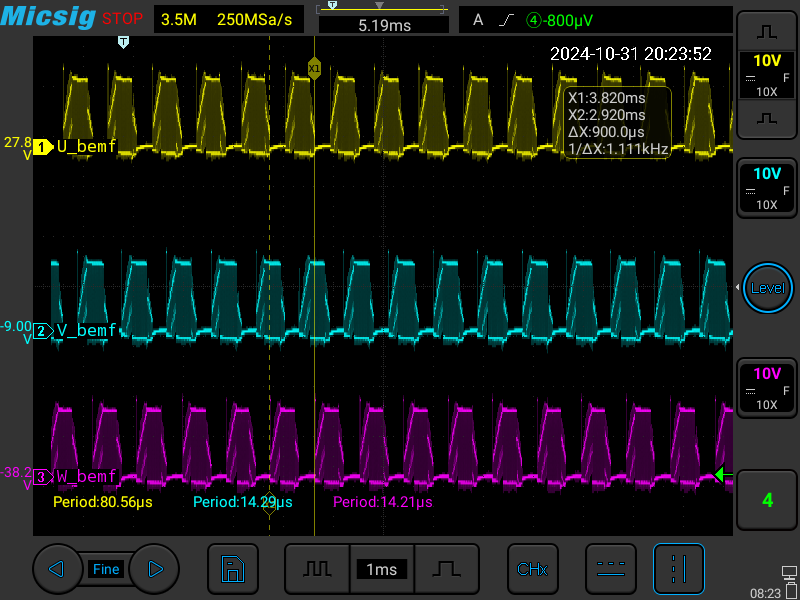 Micsig STOP 3.5M 250MSa/s T 5.19ms A ④-800μV
T
2024-10-31 20:23:52
10V
F
10X
X1
X1:3.820ms
X2:2.920ms
ΔX:900.0μs
1/ΔX:1.111kHz
27.8
V
1 U_bemf
10V
F
10X
Level
-9.00
V
2 V_bemf
10V
F
10X
-38.2
V
3 W_bemf
Period:80.56μs Period:14.29μs Period:14.21μs
4
Fine 1ms CHx
08:23